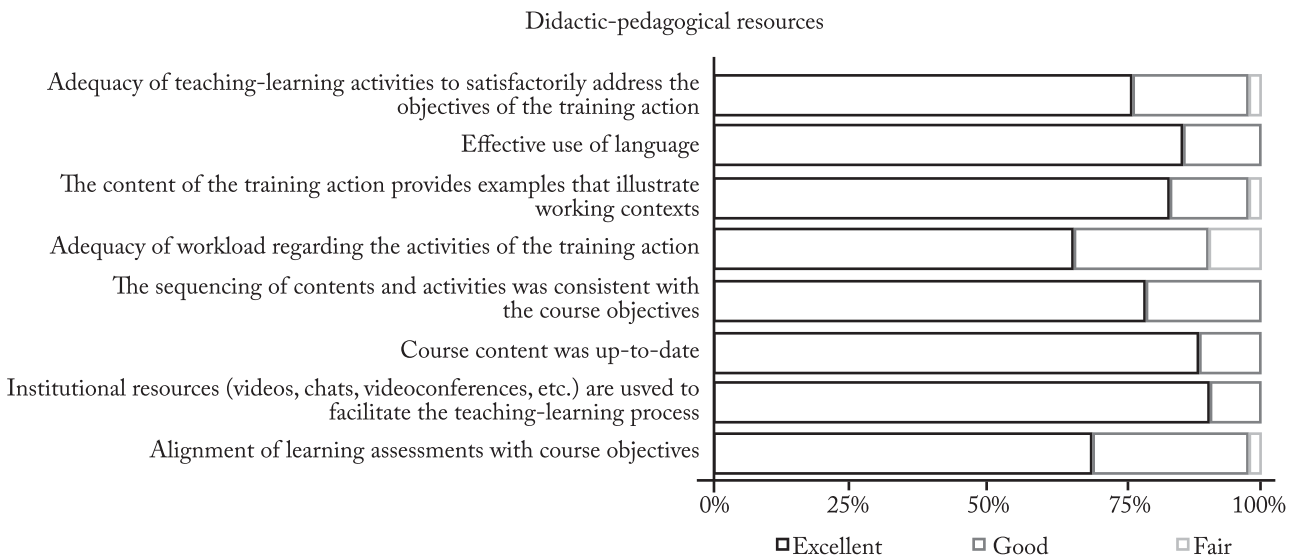 Didactic-pedagogical resources
Adequacy of teaching-learning activities to satisfactorily address the
objectives of the training action
Effective use of language
The content of the training action provides examples that illustrate
working contexts
Adequacy of workload regarding the activities of the training action
The sequencing of contents and activities was consistent with
the course objectives
Course content was up-to-date
Institutional resources (videos, chats, videoconferences, etc.) are usved to
facilitate the teaching-learning process
Alignment of learning assessments with course objectives
0% 25% 50% 75% 100%
Excellent Good Fair